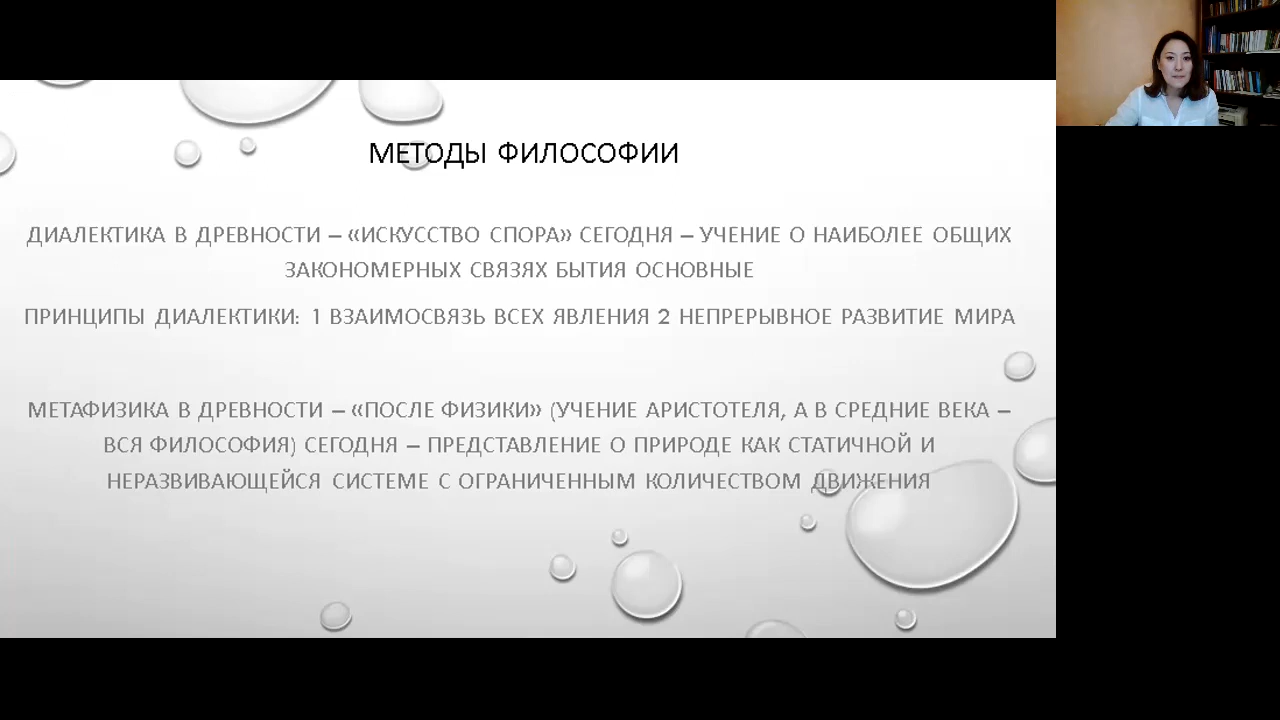 МЕТОДЫ ФИЛОСОФИИ
ДИАЛЕКТИКА В ДРЕВНОСТИ – «ИСКУССТВО СПОРА» СЕГОДНЯ – УЧЕНИЕ О НАИБОЛЕЕ ОБЩИХ
ЗАКОНОМЕРНЫХ СВЯЗЯХ БЫТИЯ ОСНОВНЫЕ
ПРИНЦИПЫ ДИАЛЕКТИКИ: 1 ВЗАИМОСВЯЗЬ ВСЕХ ЯВЛЕНИЯ 2 НЕПРЕРЫВНОЕ РАЗВИТИЕ МИРА
МЕТАФИЗИКА В ДРЕВНОСТИ – «ПОСЛЕ ФИЗИКИ» (УЧЕНИЕ АРИСТОТЕЛЯ, А В СРЕДНИЕ ВЕКА –
ВСЯ ФИЛОСОФИЯ) СЕГОДНЯ – ПРЕДСТАВЛЕНИЕ О ПРИРОДЕ КАК СТАТИЧНОЙ И
НЕРАЗВИВАЮЩЕЙСЯ СИСТЕМЕ С ОГРАНИЧЕННЫМ КОЛИЧЕСТВОМ ДВИЖЕНИЯ